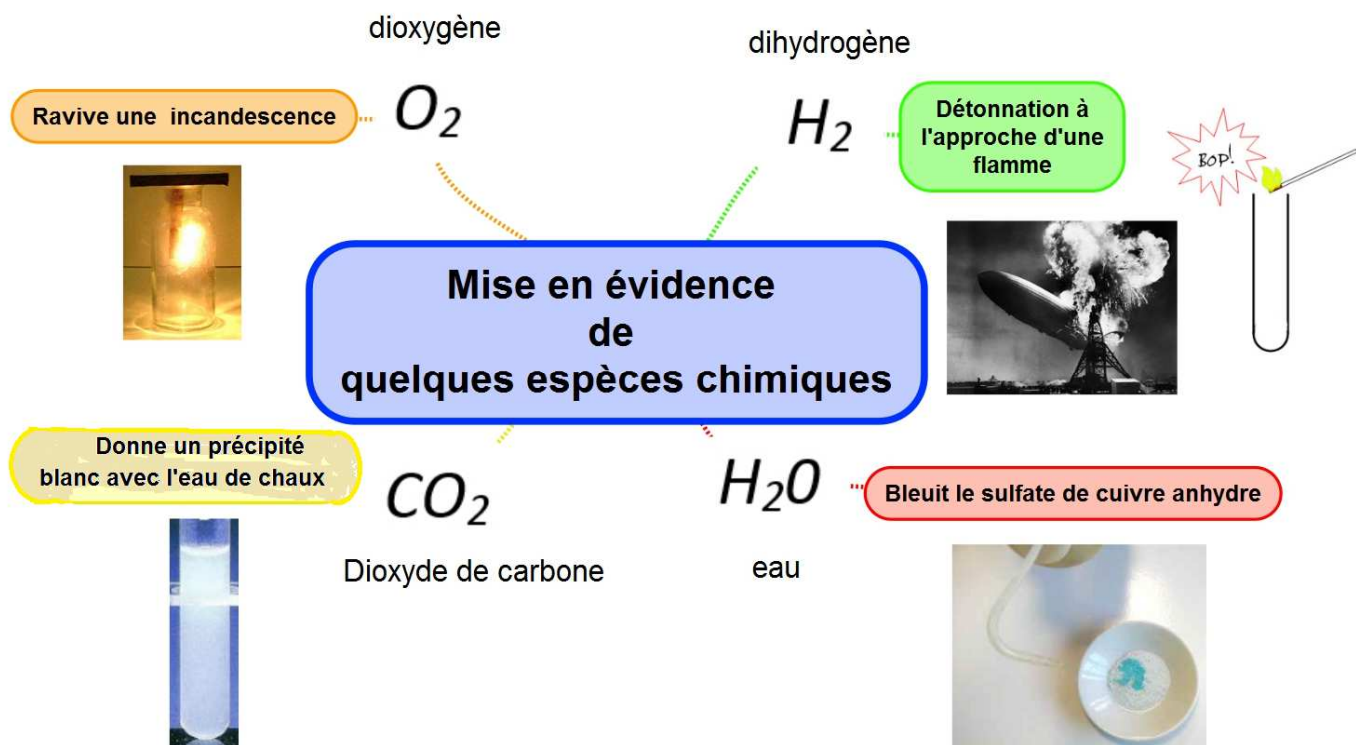 dioxygène
O₂
Ravive une incandescence
dihydrogène
H₂
Détonnation à
l'approche d'une
flamme
BOP!
Mise en évidence
de
quelques espèces chimiques
Donne un précipité
blanc avec l'eau de chaux
CO₂
Dioxyde de carbone
H₂O
eau
Bleuit le sulfate de cuivre anhydre